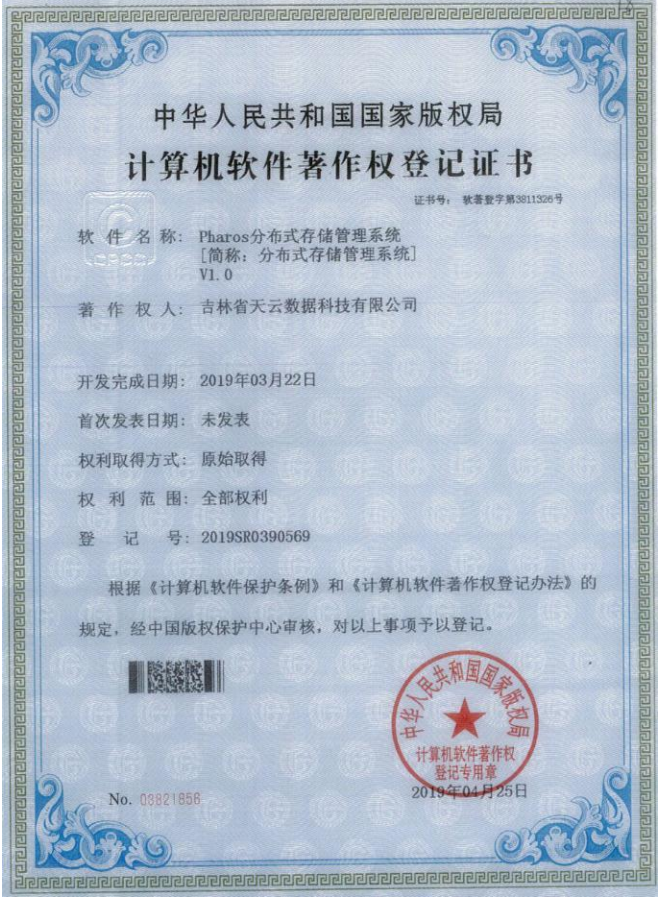 18
中华人民共和国国家版权局
计算机软件著作权登记证书
证书号： 软著登字第3811326号
软件名称： Pharos分布式存储管理系统
[简称：分布式存储管理系统]
V1.0
著作权人： 吉林省天云数据科技有限公司
开发完成日期： 2019年03月22日
首次发表日期： 未发表
权利取得方式： 原始取得
权利范围： 全部权利
登记号： 2019SR0390569
根据《计算机软件保护条例》和《计算机软件著作权登记办法》的
规定，经中国版权保护中心审核，对以上事项予以登记。
中华人民共和国国家版权局
计算机软件著作权
登记专用章
No. 03821858
2019年04月25日
CPCC